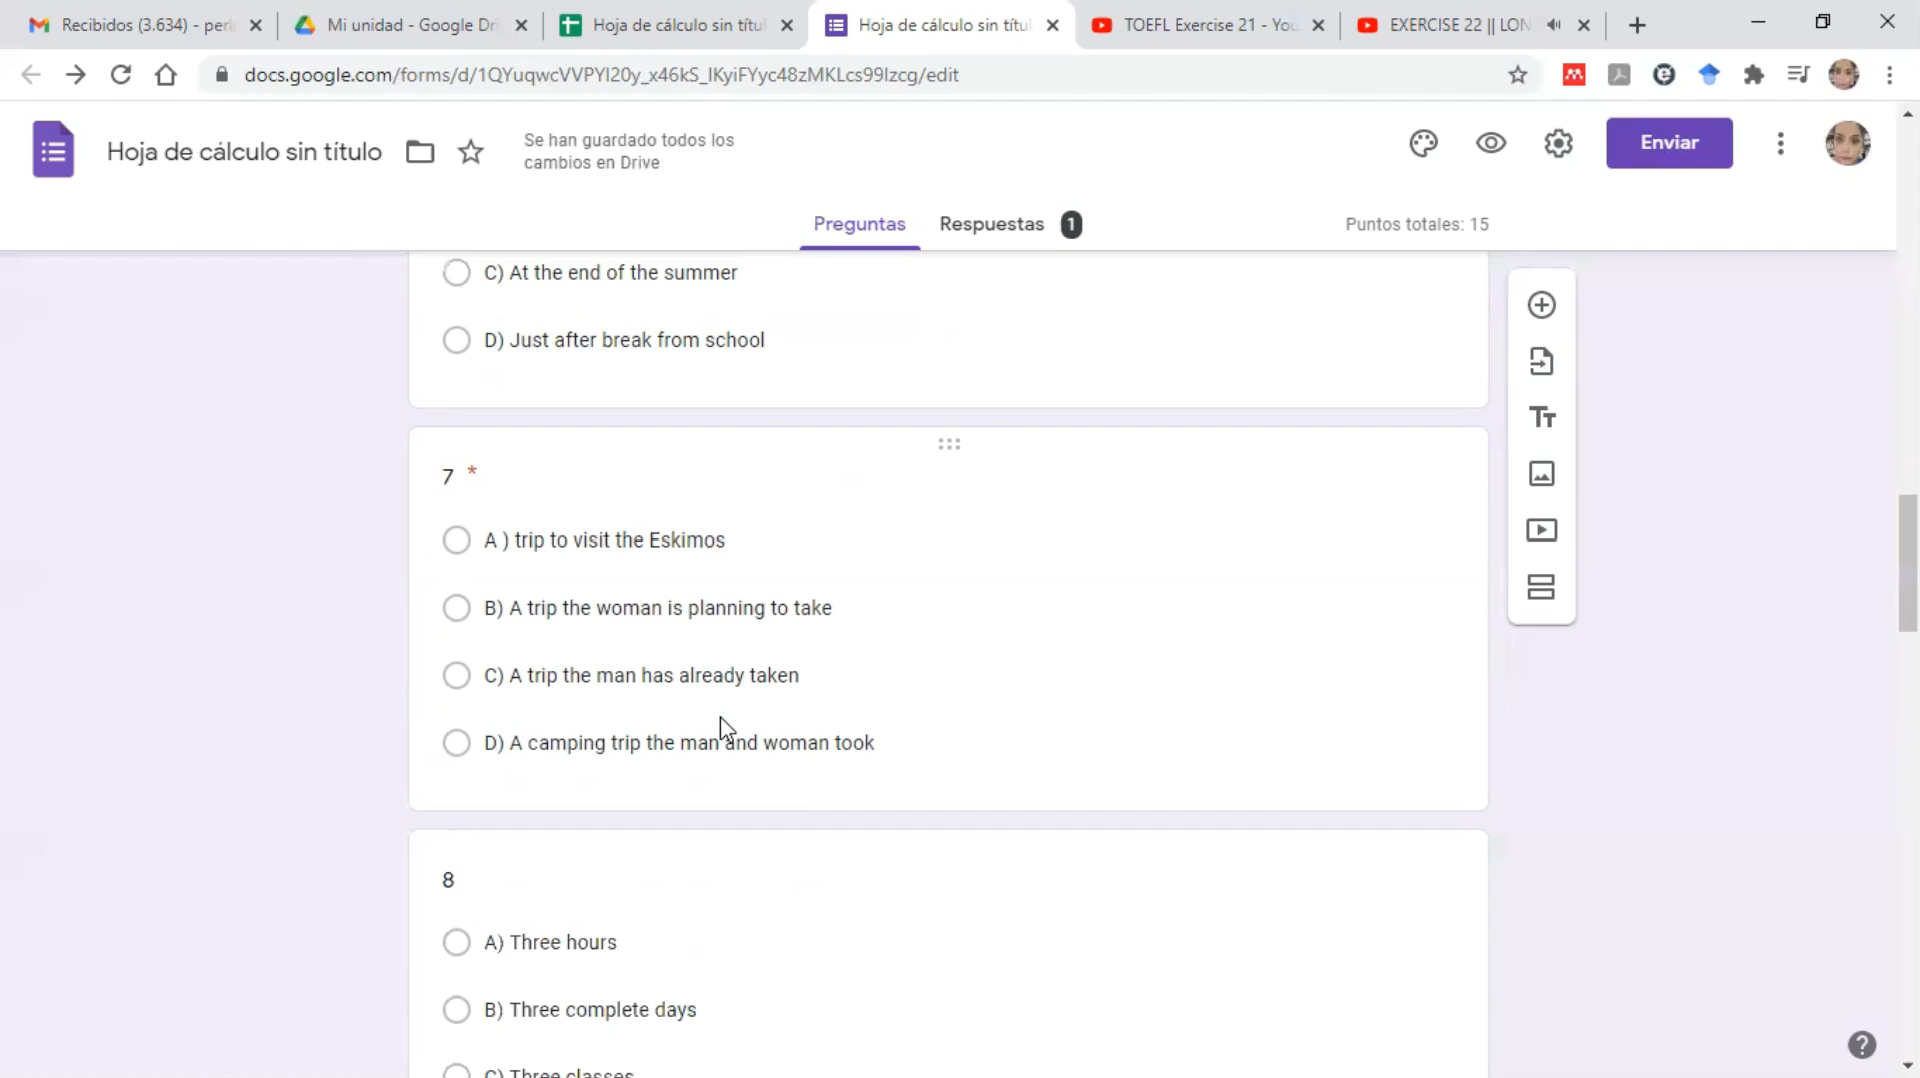 Recibidos (3.634) - peri
Mi unidad - Google Dri
Hoja de cálculo sin títu
Hoja de cálculo sin títu
TOEFL Exercise 21 - You
EXERCISE 22 || LON
docs.google.com/forms/d/1QYuqwcVVPYl20y_x46kS_lKyiFYyc48zMKLcs99lzcg/edit
Hoja de cálculo sin título
Se han guardado todos los
cambios en Drive
Enviar
Preguntas
Respuestas 1
Puntos totales: 15
C) At the end of the summer
D) Just after break from school
7 *
A ) trip to visit the Eskimos
B) A trip the woman is planning to take
C) A trip the man has already taken
D) A camping trip the man and woman took
8
A) Three hours
B) Three complete days
C) Three classes